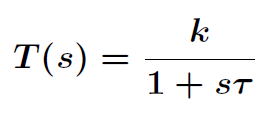 T(s) = k / (1 + sτ)